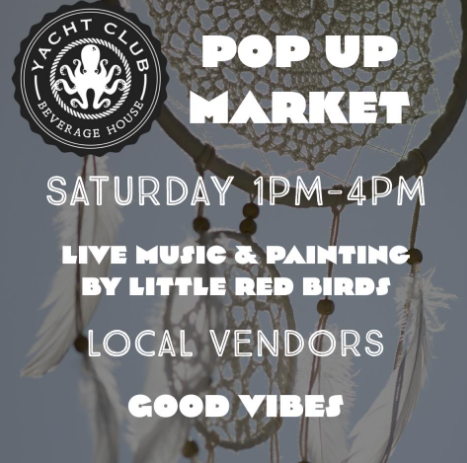 YACHT CLUB
BEVERAGE HOUSE
POP UP
MARKET
SATURDAY 1PM-4PM
LIVE MUSIC & PAINTING
BY LITTLE RED BIRDS
LOCAL VENDORS
GOOD VIBES